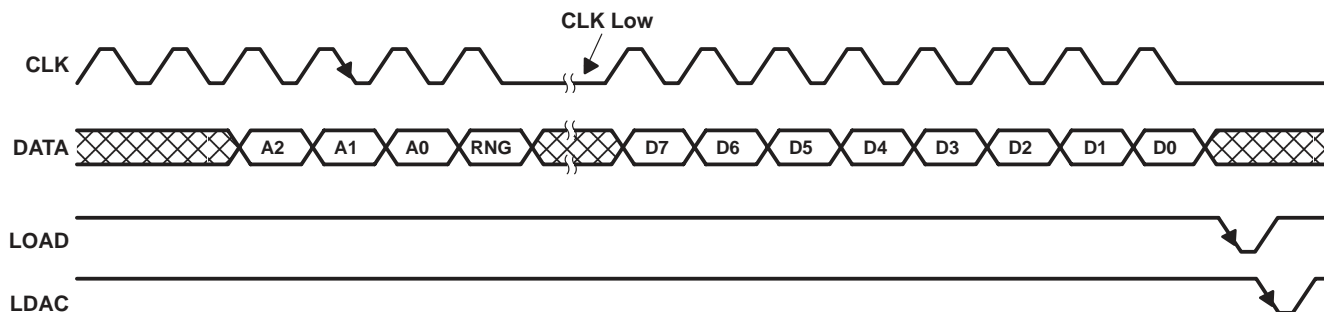 CLK Low
CLK
DATA A2 A1 A0 RNG D7 D6 D5 D4 D3 D2 D1 D0
LOAD
LDAC